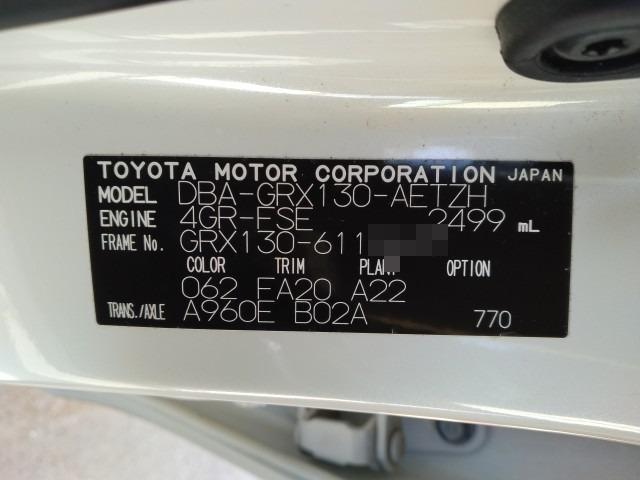 TOYOTA MOTOR CORPORATION JAPAN
MODEL DBA-GRX130-AETZH
ENGINE 4GR-FSE 2499 mL
FRAME No. GRX130-611
COLOR TRIM PLANT OPTION
062 FA20 A22
TRANS./AXLE A960E B02A 770